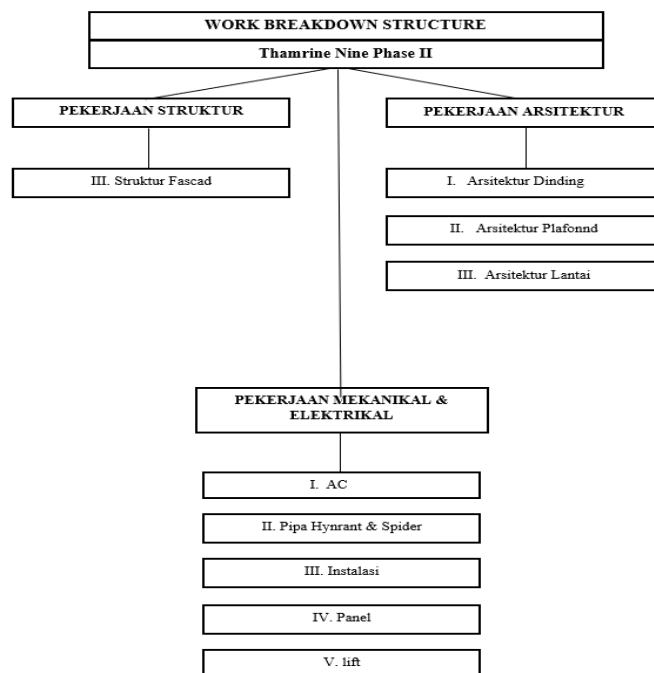 WORK BREAKDOWN STRUCTURE
Thamrine Nine Phase II
PEKERJAAN STRUKTUR
III. Struktur Fascad
PEKERJAAN ARSITEKTUR
I. Arsitektur Dinding
II. Arsitektur Plafonnd
III. Arsitektur Lantai
PEKERJAAN MEKANIKAL &
ELEKTRIKAL
I. AC
II. Pipa Hynrant & Spider
III. Instalasi
IV. Panel
V. lift